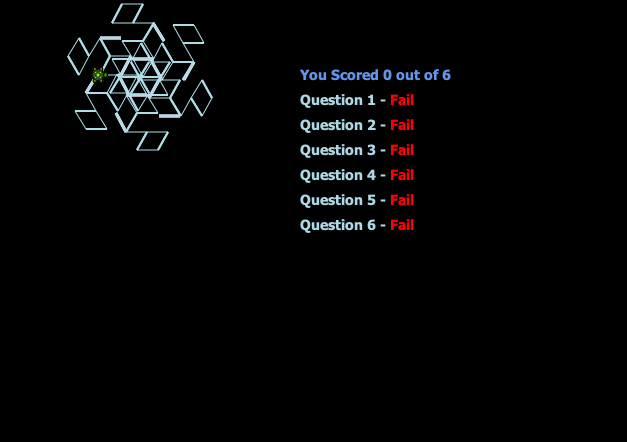 You Scored 0 out of 6
Question 1 - Fail
Question 2 - Fail
Question 3 - Fail
Question 4 - Fail
Question 5 - Fail
Question 6 - Fail